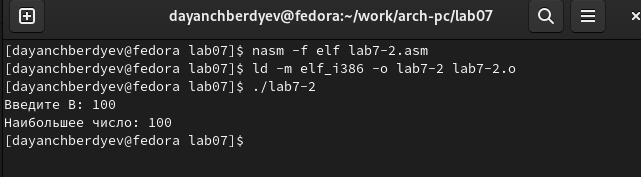 dayanchberdyev@fedora:~/work/arch-pc/lab07
[dayanchberdyev@fedora lab07]$ nasm -f elf lab7-2.asm
[dayanchberdyev@fedora lab07]$ ld -m elf_i386 -o lab7-2 lab7-2.o
[dayanchberdyev@fedora lab07]$ ./lab7-2
Введите В: 100
Наибольшее число: 100
[dayanchberdyev@fedora lab07]$